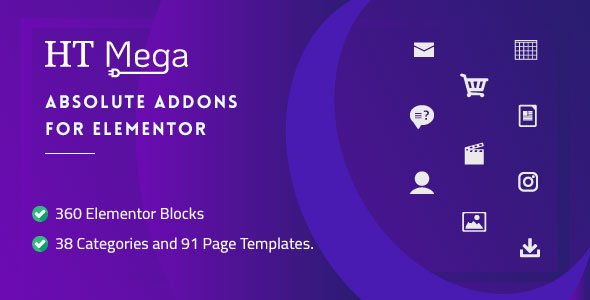 HT Mega
ABSOLUTE ADDONS
FOR ELEMENTOR
360 Elementor Blocks
38 Categories and 91 Page Templates.